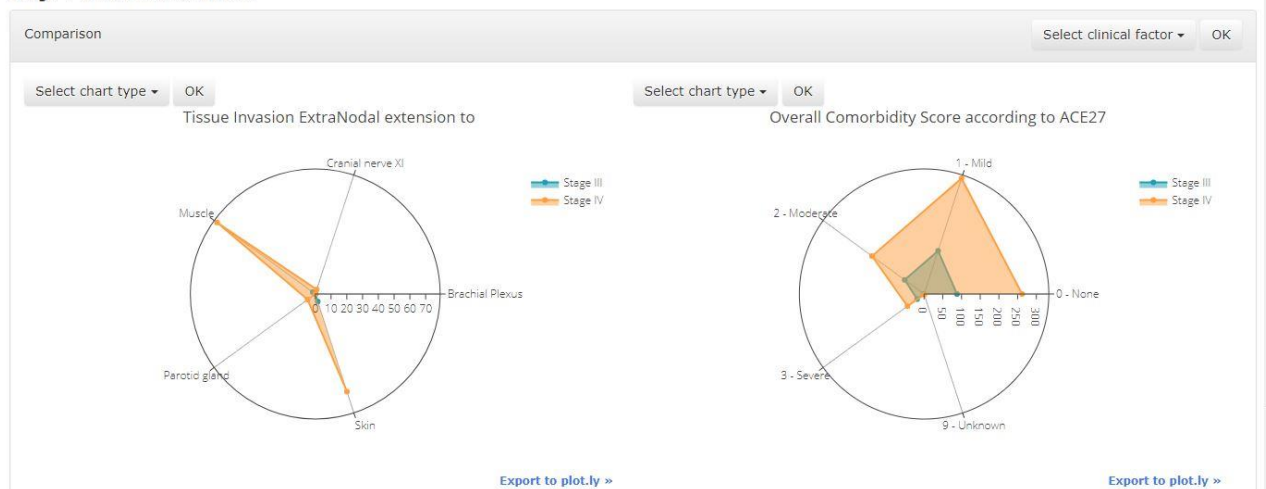 Comparison
Select clinical factor OK
Select chart type OK
Select chart type OK
Tissue Invasion ExtraNodal extension to
Cranial nerve XI
Muscle
Brachial Plexus
Parotid gland
Skin
0 10 20 30 40 50 60 70
Stage III
Stage IV
Export to plot.ly »
Overall Comorbidity Score according to ACE27
1 - Mild
2 - Moderate
0 - None
3 - Severe
9 - Unknown
0 50 100 150 200 250 300
Stage III
Stage IV
Export to plot.ly »